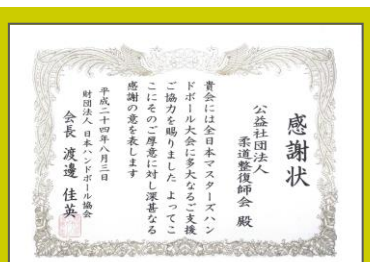 感謝状
公益社団法人
柔道整復師会 殿
貴会には全日本マスターズハン
ドボール大会に多大なるご支援
ご協力を賜りました よってこ
こにそのご厚意に対し深甚なる
感謝の意を表します
平成二十四年八月三日
財団法人 日本ハンドボール協会
会長 渡邊 佳英